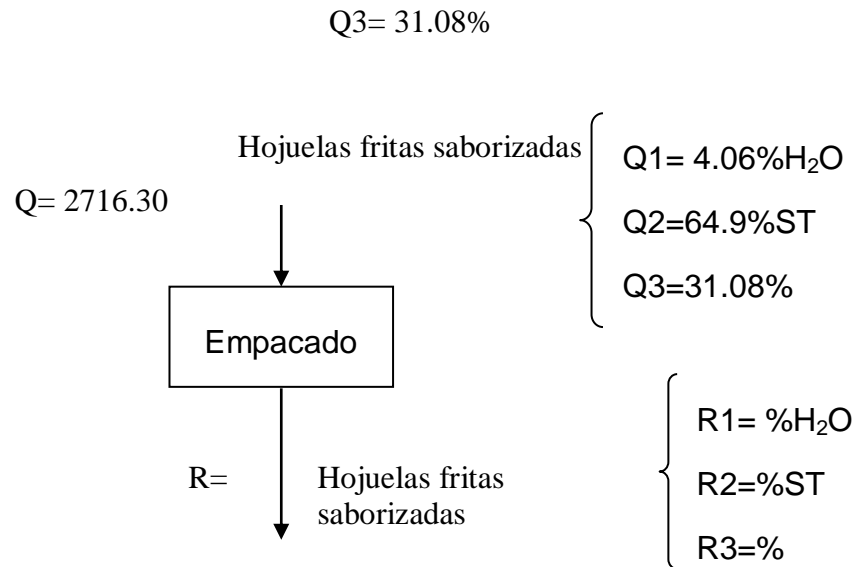 Q3= 31.08%
Hojuelas fritas saborizadas
Q1= 4.06%H₂O
Q= 2716.30
Q2=64.9%ST
Q3=31.08%
Empacado
R1= %H₂O
R= Hojuelas fritas
saborizadas
R2=%ST
R3=%